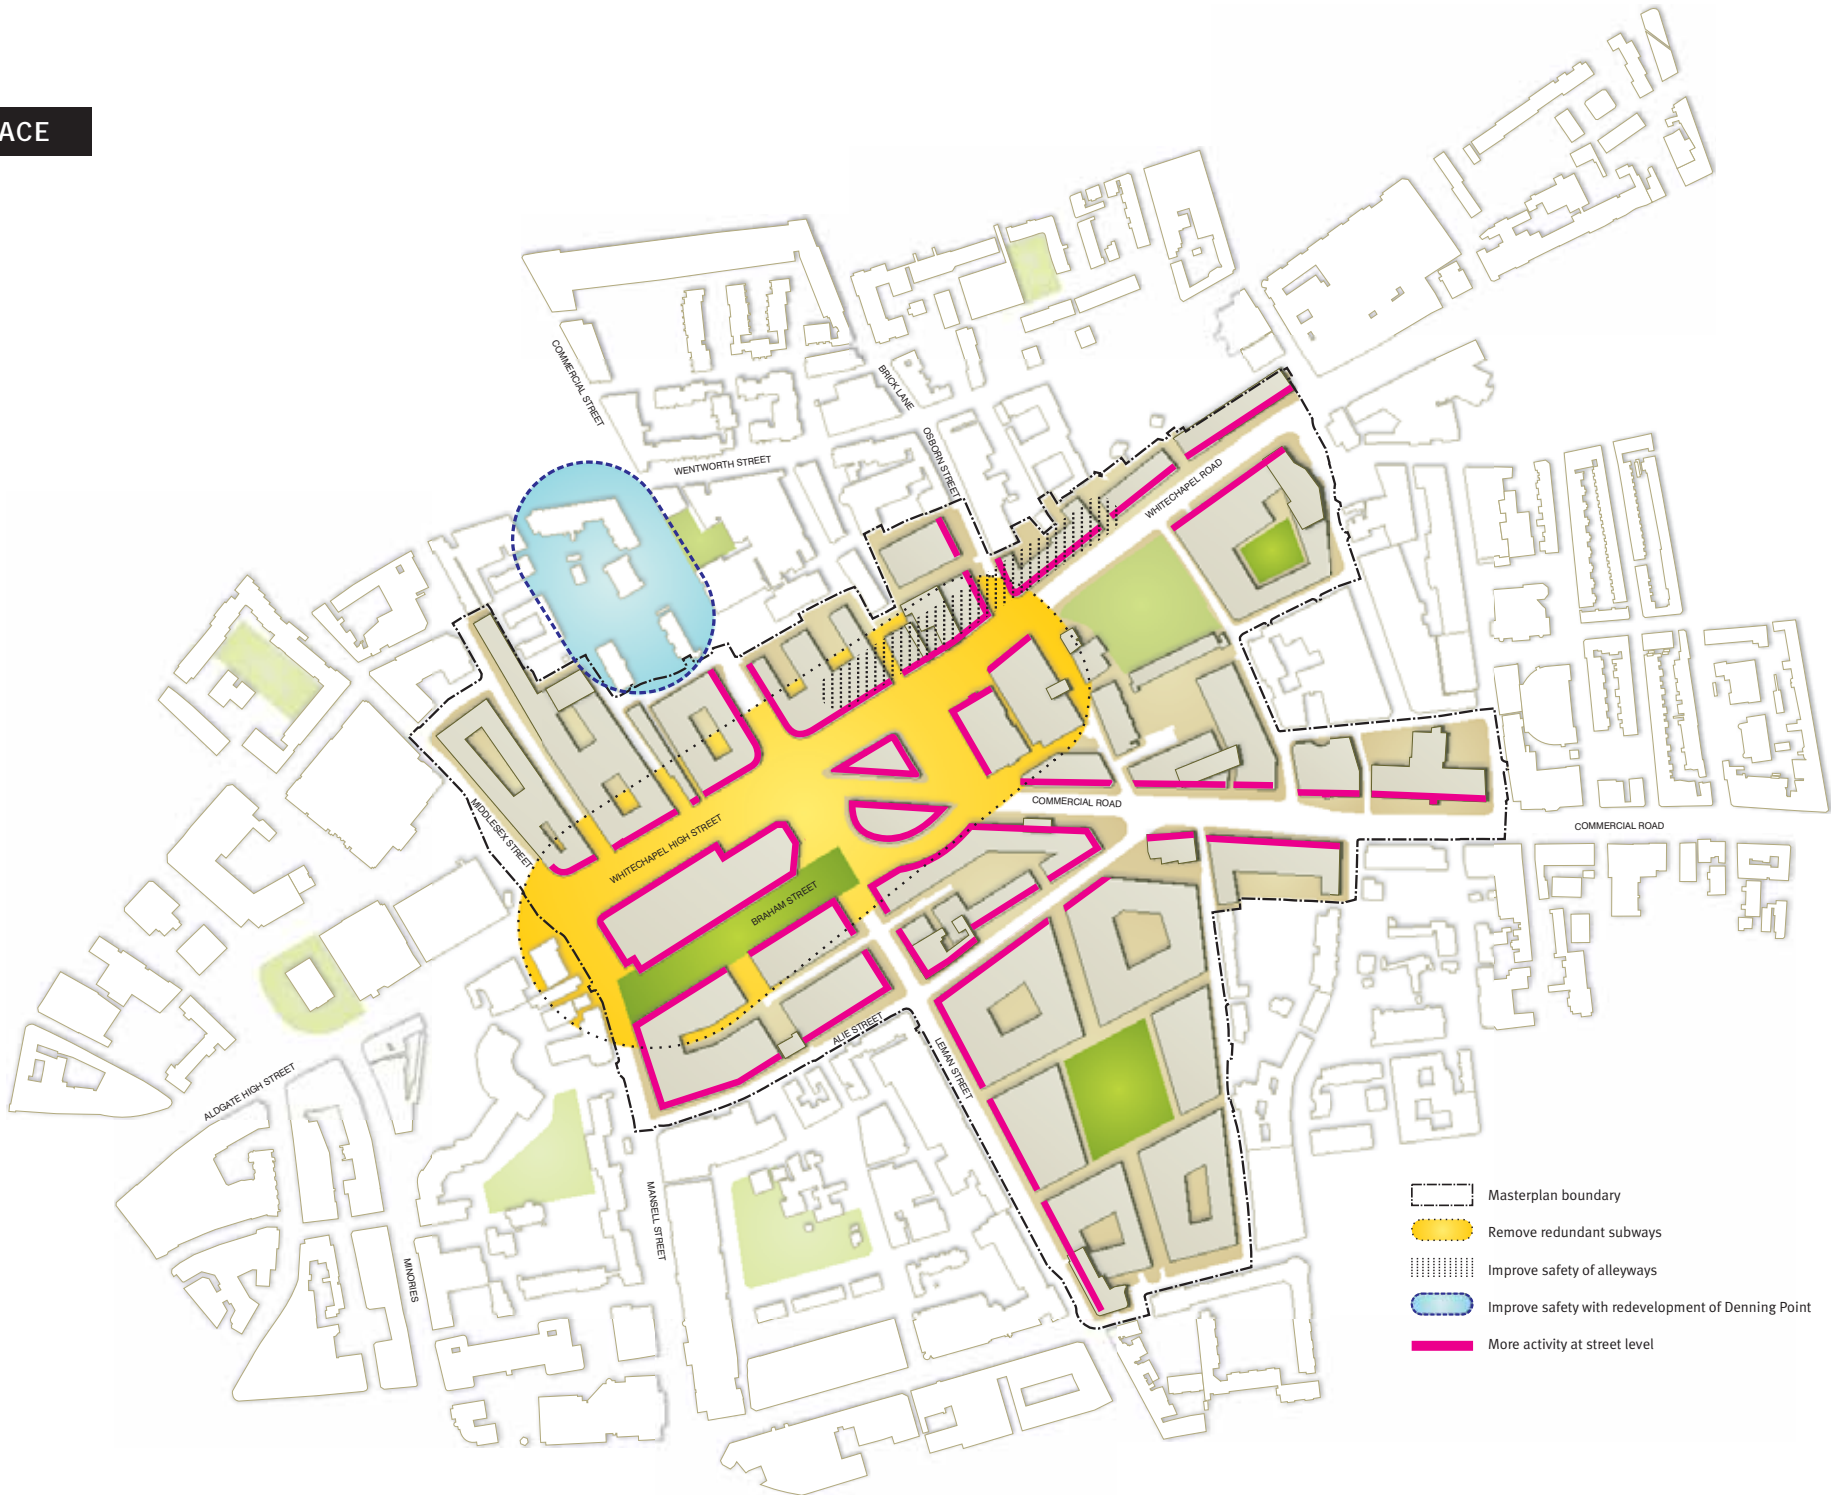 ACE
COMMERCIAL STREET
BRICK LANE
OSBORN STREET
WENTWORTH STREET
WHITECHAPEL ROAD
MIDDLESEX STREET
WHITECHAPEL HIGH STREET
COMMERCIAL ROAD
COMMERCIAL ROAD
BRAHAM STREET
ALIE STREET
LEMAN STREET
ALDGATE HIGH STREET
MANSELL STREET
MINORIES
Masterplan boundary
Remove redundant subways
Improve safety of alleyways
Improve safety with redevelopment of Denning Point
More activity at street level